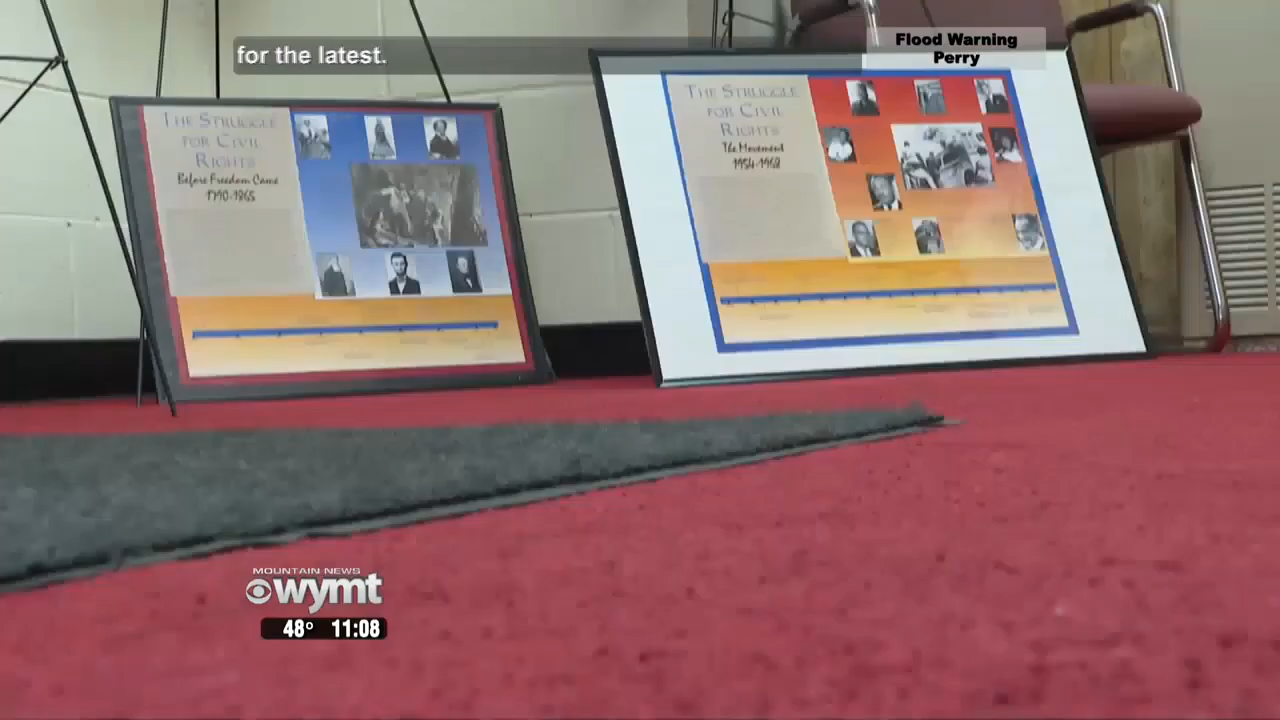 for the latest.
Flood Warning
Perry
THE STRUGGLE
FOR CIVIL
RIGHTS
Before Freedom Came
1790-1865
THE STRUGGLE
FOR CIVIL
RIGHTS
The Movement
1954-1968
MOUNTAIN NEWS
wymt
48° 11:08